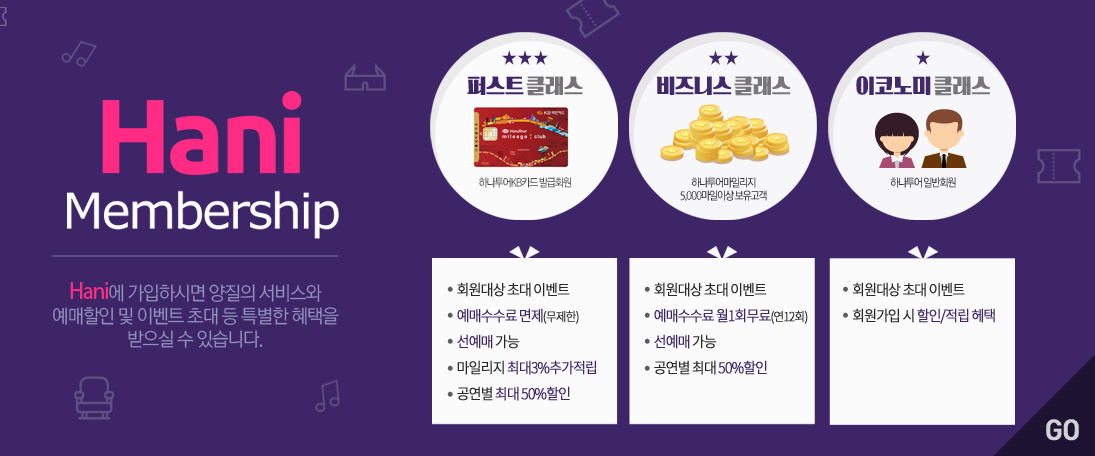 Hani
Membership
Hani에 가입하시면 양질의 서비스와
예매할인 및 이벤트 초대 등 특별한 혜택을
받으실 수 있습니다.
★★★
퍼스트 클래스
KB 국민카드
HanaTour
mileage : club
하나투어KB카드 발급회원
★★
비즈니스 클래스
하나투어마일리지
5,000마일이상 보유고객
★
이코노미 클래스
하나투어 일반회원
• 회원대상 초대 이벤트
• 예매수수료 면제(무제한)
• 선예매 가능
• 마일리지 최대3%추가적립
• 공연별 최대 50%할인
• 회원대상 초대 이벤트
• 예매수수료 월1회무료(연12회)
• 선예매 가능
• 공연별 최대 50%할인
• 회원대상 초대 이벤트
• 회원가입 시 할인/적립 헤택
GO